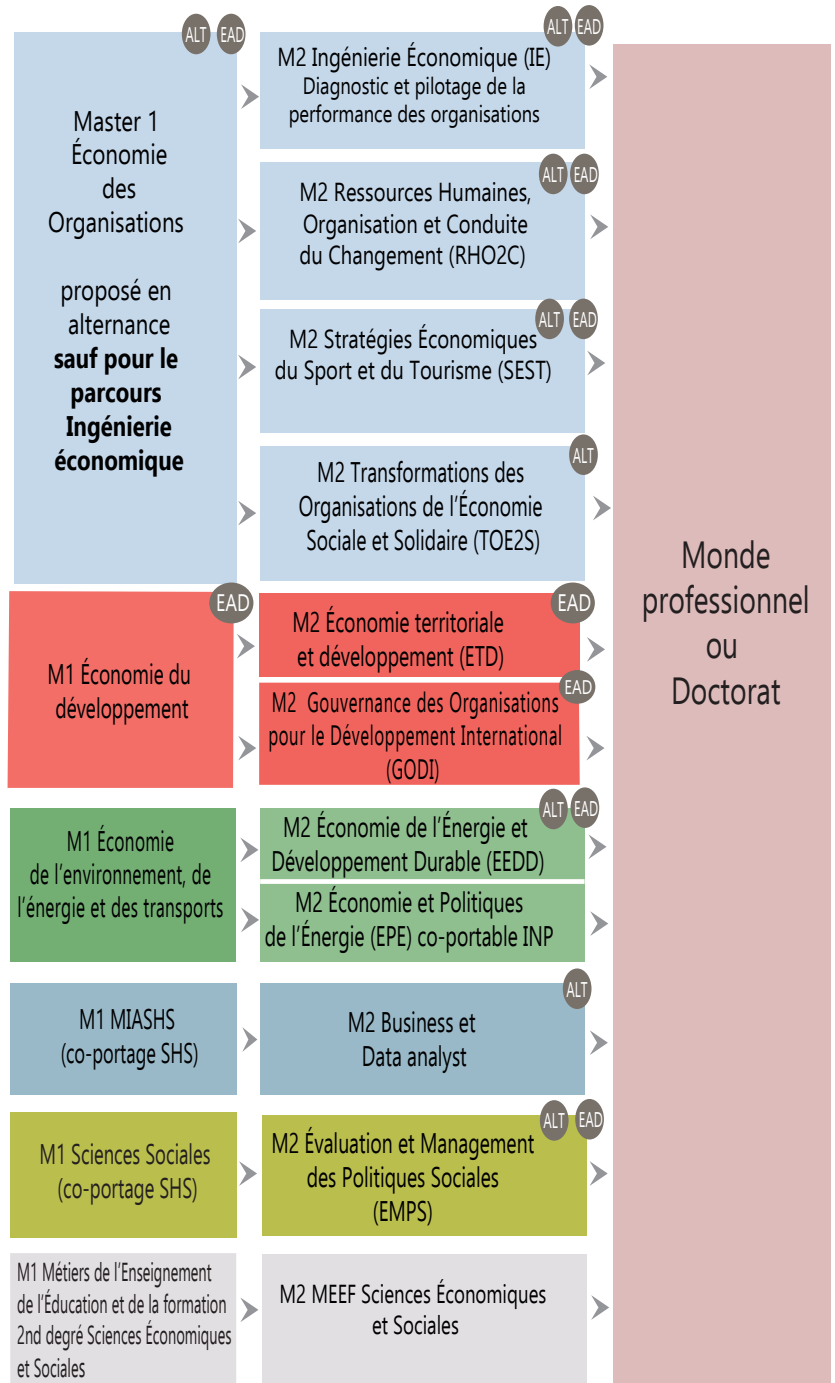 ALT EAD
Master 1
Économie
des
Organisations
proposé en
alternance
sauf pour le
parcours
Ingénierie
économique
ALT EAD
M2 Ingénierie Économique (IE)
Diagnostic et pilotage de la
performance des organisations
ALT EAD
M2 Ressources Humaines,
Organisation et Conduite
du Changement (RHO2C)
ALT EAD
M2 Stratégies Économiques
du Sport et du Tourisme (SEST)
ALT
M2 Transformations des
Organisations de l'Économie
Sociale et Solidaire (TOE2S)
EAD
M1 Économie du
développement
EAD
M2 Économie territoriale
et développement (ETD)
EAD
M2 Gouvernance des Organisations
pour le Développement International
(GODI)
M1 Économie
de l'environnement, de
l'énergie et des transports
ALT EAD
M2 Économie de l'Énergie et
Développement Durable (EEDD)
M2 Économie et Politiques
de l'Énergie (EPE) co-portable INP
M1 MIASHS
(co-portage SHS)
ALT
M2 Business et
Data analyst
M1 Sciences Sociales
(co-portage SHS)
ALT EAD
M2 Évaluation et Management
des Politiques Sociales
(EMPS)
M1 Métiers de l'Enseignement
de l'Éducation et de la formation
2nd degré Sciences Économiques
et Sociales
M2 MEEF Sciences Économiques
et Sociales
Monde
professionnel
ou
Doctorat